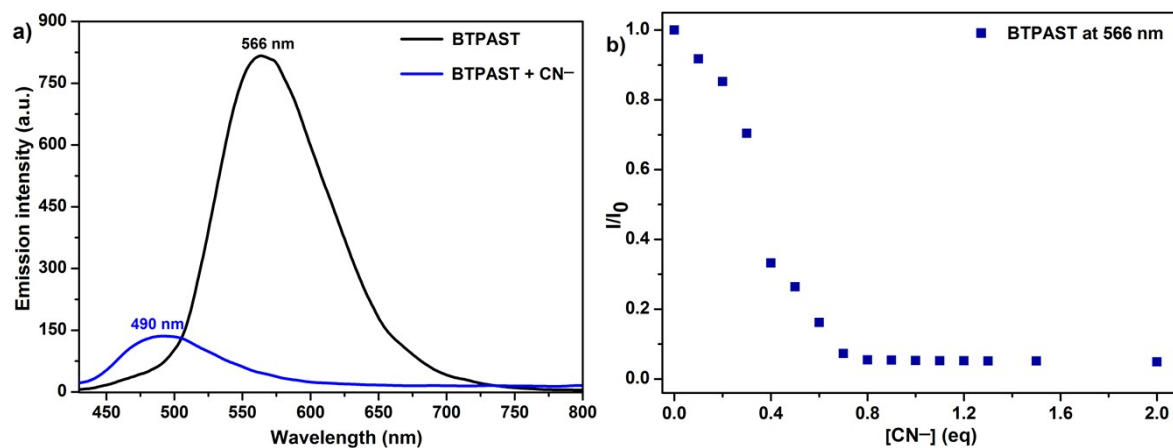 a)
900
750
600
450
300
150
0
Emission intensity (a.u.)
566 nm
490 nm
BTPAST
BTPAST + CN–
450 500 550 600 650 700 750 800
Wavelength (nm)
b)
1.0
0.8
0.6
0.4
0.2
0.0
I/I0
BTPAST at 566 nm
0.0 0.4 0.8 1.2 1.6 2.0
[CN–] (eq)